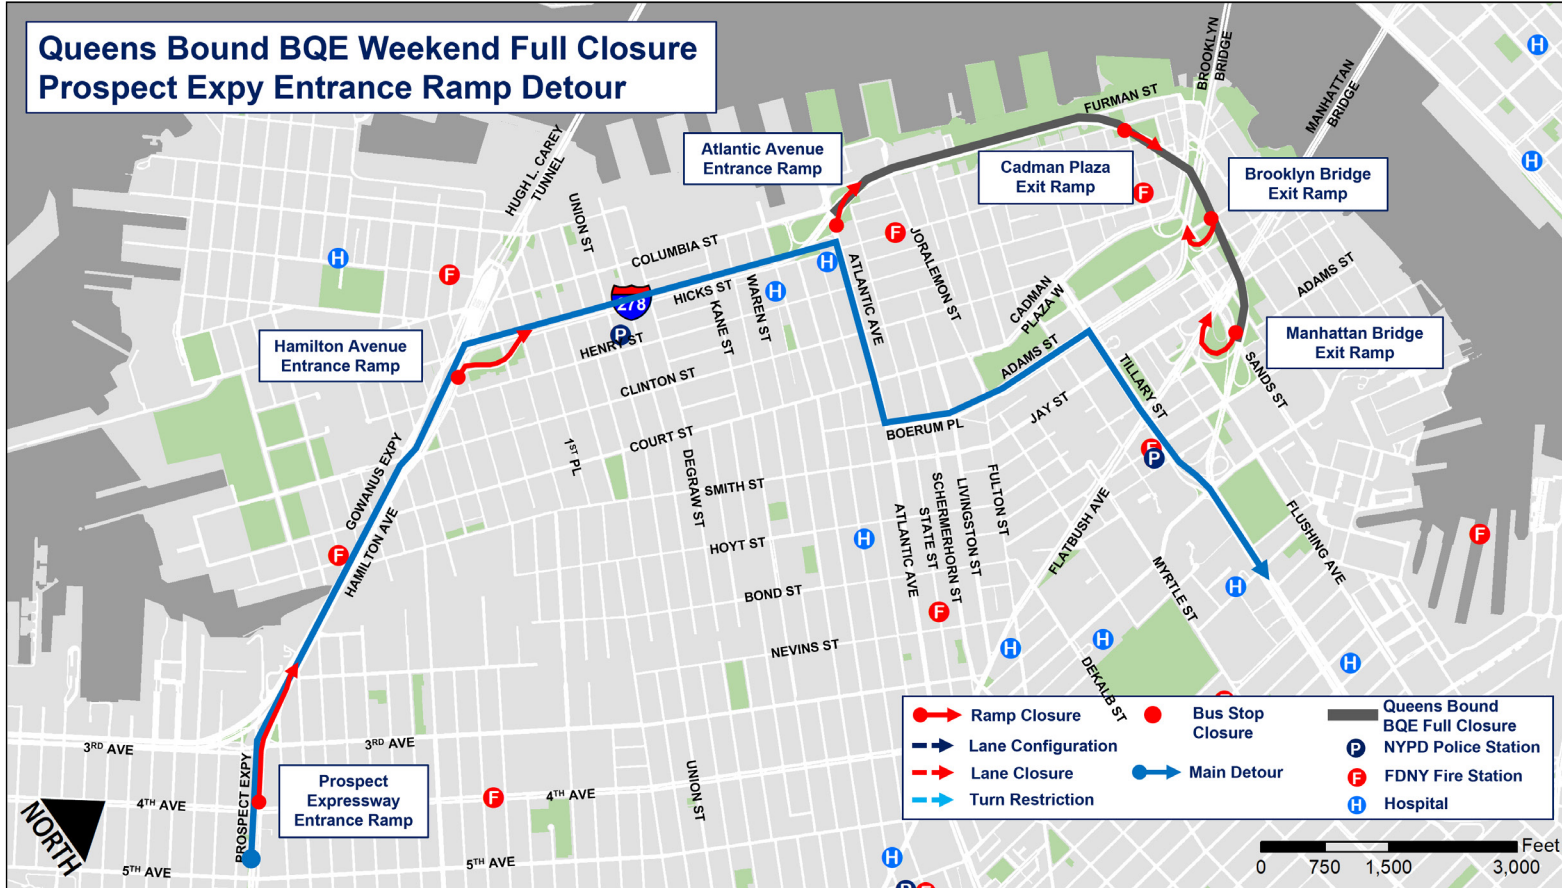 Queens Bound BQE Weekend Full Closure
Prospect Expy Entrance Ramp Detour
BROOKLYN
BRIDGE
MANHATTAN
BRIDGE
FURMAN ST
HUGH L. CAREY
TUNNEL
Atlantic Avenue
Entrance Ramp
Cadman Plaza
Exit Ramp
Brooklyn Bridge
Exit Ramp
UNION ST
COLUMBIA ST
JORALEMON ST
ADAMS ST
HICKS ST
WAREN ST
ATLANTIC AVE
CADMAN
PLAZA W
278
KANE ST
HENRY ST
Hamilton Avenue
Entrance Ramp
Manhattan Bridge
Exit Ramp
ADAMS ST
TILLARY ST
SANDS ST
CLINTON ST
JAY ST
COURT ST
BOERUM PL
1ST PL
GOWANUS EXPY
DEGRAW ST
SMITH ST
SCHERMERHORN ST
LIVINGSTON ST
FULTON ST
STATE ST
ATLANTIC AVE
FLATBUSH AVE
FLUSHING AVE
HAMILTON AVE
HOYT ST
BOND ST
MYRTLE ST
NEVINS ST
DEKALB ST
3RD AVE
3RD AVE
PROSPECT EXPY
Prospect
Expressway
Entrance Ramp
UNION ST
4TH AVE
4TH AVE
5TH AVE
5TH AVE
NORTH
Ramp Closure
Lane Configuration
Lane Closure
Turn Restriction
Bus Stop
Closure
Main Detour
Queens Bound
BQE Full Closure
P NYPD Police Station
F FDNY Fire Station
H Hospital
Feet
0 750 1,500 3,000